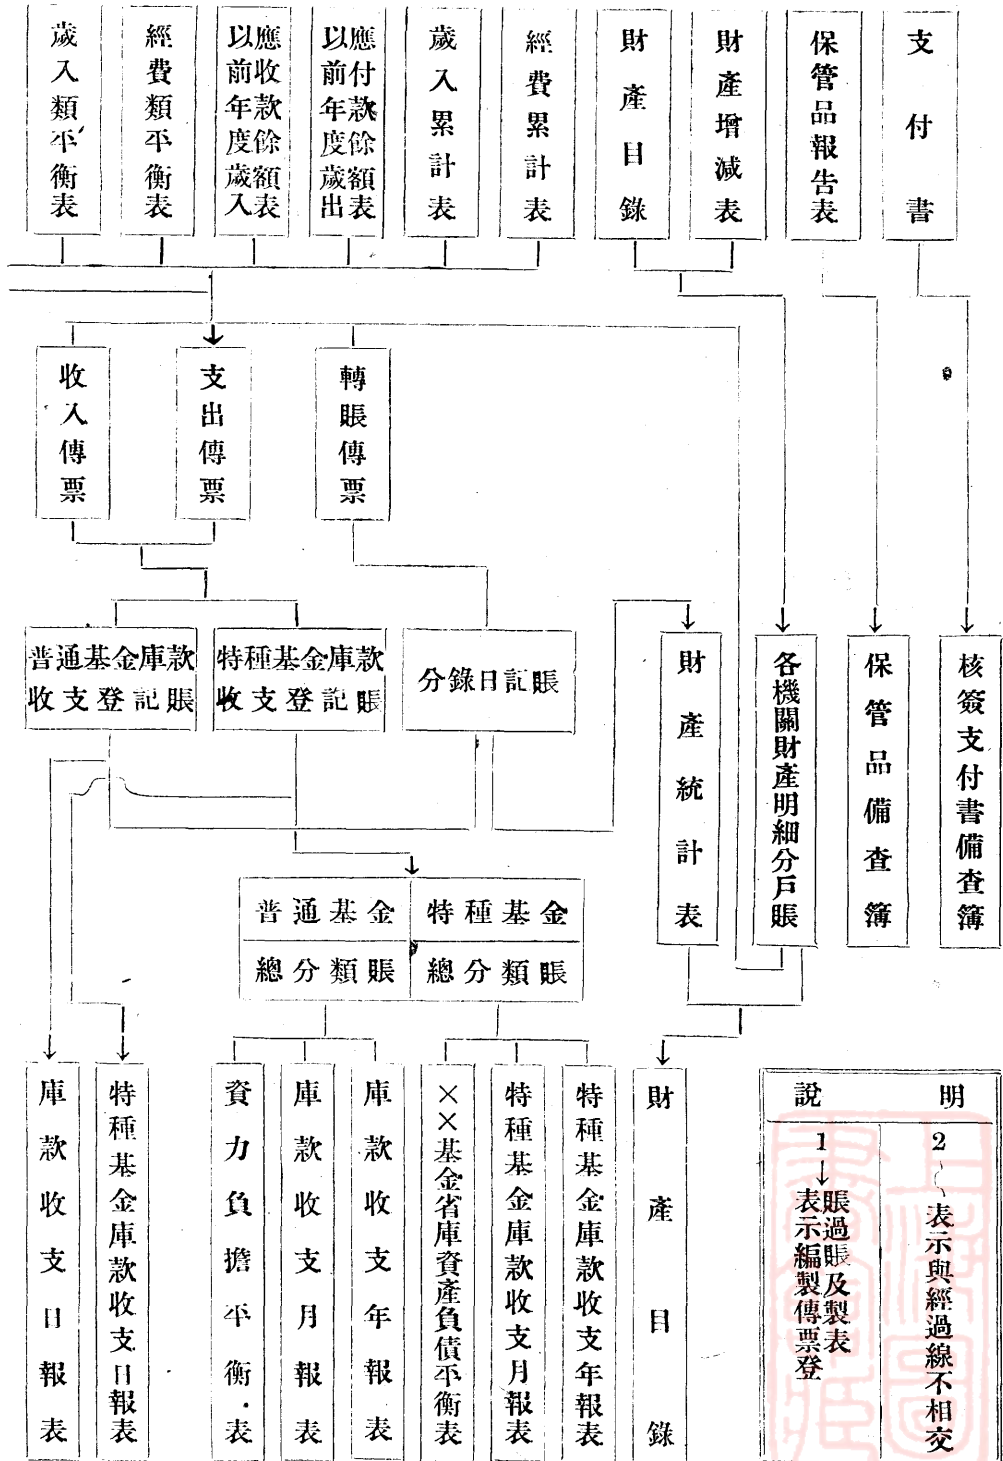 支付書
保管品報告表
財產增減表
財產目錄
經費累計表
歲入累計表
應付款餘額表
以前年度歲出
應收款餘額表
以前年度歲入
經費類平衡表
歲入類平衡表
轉賬傳票
支出傳票
收入傳票
核簽支付書備查簿
保管品備查簿
各機關財產明細分戶賬
財產統計表
分錄日記賬
特種基金庫款
收支登記賬
普通基金庫款
收支登記賬
普通基金
總分類賬
特種基金
總分類賬
說明
1→表示編製傳票登
賬過賬及製表
2 表示與經過線不相交
財產目錄
特種基金庫款收支年報表
特種基金庫款收支月報表
××基金省庫資產負債平衡表
庫款收支年報表
庫款收支月報表
資力負擔平衡表
特種基金庫款收支日報表
庫款收支日報表